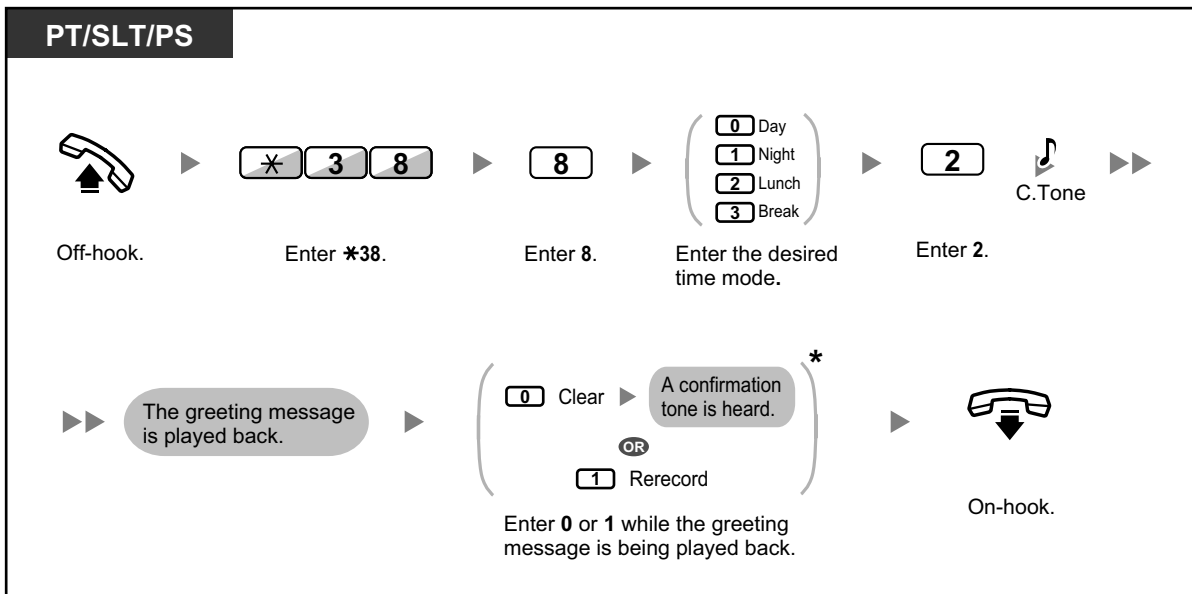 PT/SLT/PS
0 Day
1 Night
2 Lunch
3 Break
✳ 3 8
8
2
C.Tone
Off-hook.
Enter ✳38.
Enter 8.
Enter the desired
time mode.
Enter 2.
The greeting message
is played back.
0 Clear
A confirmation
tone is heard.
*
OR
1 Rerecord
Enter 0 or 1 while the greeting
message is being played back.
On-hook.